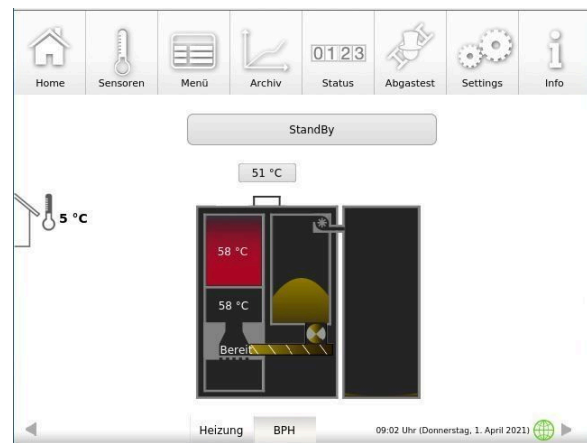 Home Sensoren Menü Archiv 0123 Status Abgastest Settings Info
StandBy
51 °C
5 °C
58 °C
58 °C
Bereit
Heizung BPH 09:02 Uhr (Donnerstag, 1. April 2021)